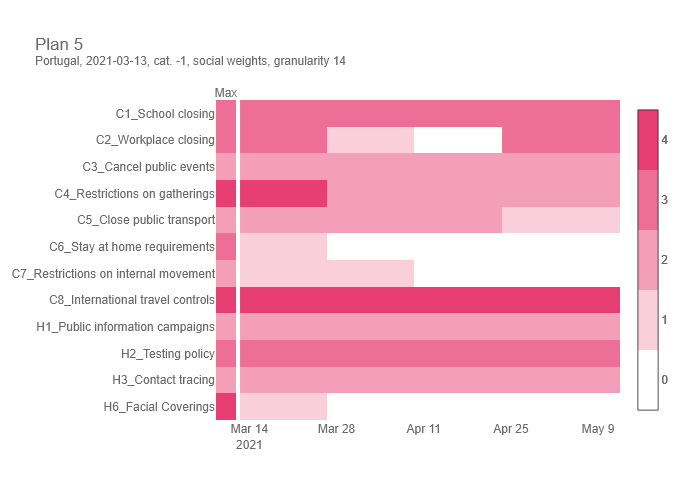 Plan 5
Portugal, 2021-03-13, cat. -1, social weights, granularity 14
Max
C1_School closing
C2_Workplace closing
C3_Cancel public events
C4_Restrictions on gatherings
C5_Close public transport
C6_Stay at home requirements
C7_Restrictions on internal movement
C8_International travel controls
H1_Public information campaigns
H2_Testing policy
H3_Contact tracing
H6_Facial Coverings
Mar 14 Mar 28 Apr 11 Apr 25 May 9
2021
4
3
2
1
0